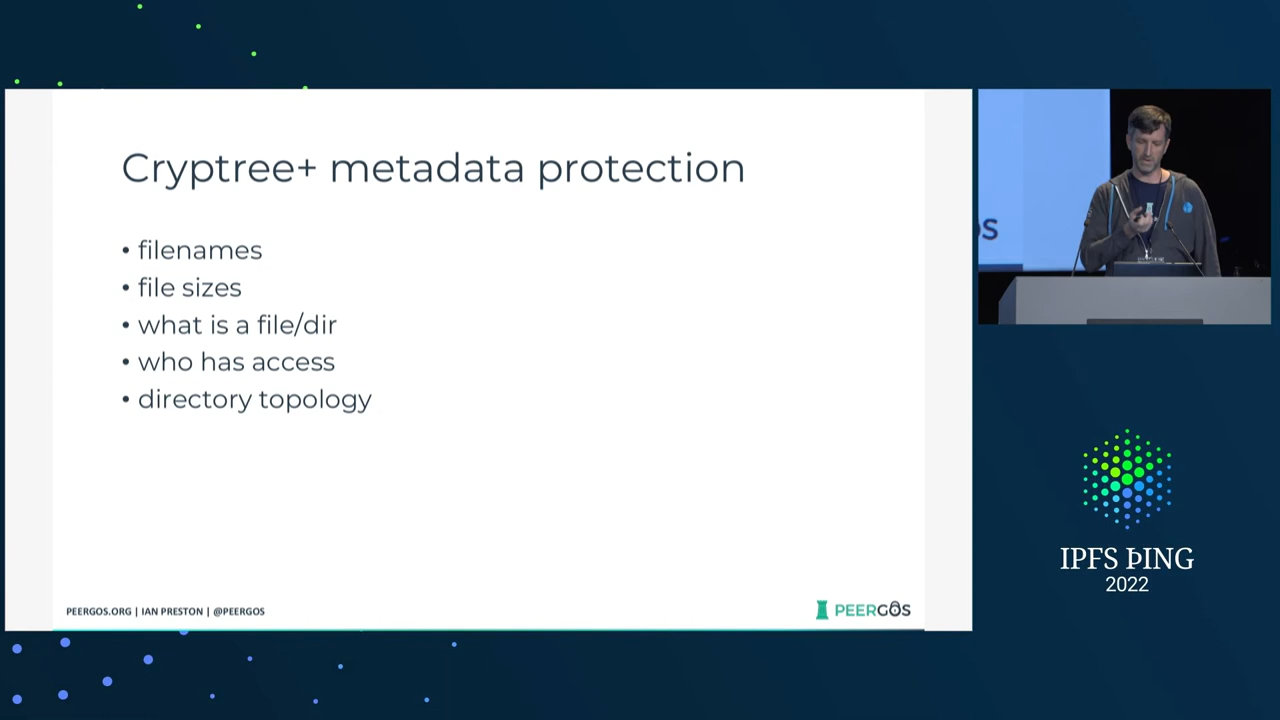 Cryptree+ metadata protection
• filenames
• file sizes
• what is a file/dir
• who has access
• directory topology
PEERGOS.ORG | IAN PRESTON | @PEERGOS
PEERGOS
OS
IPFS ÞING
2022